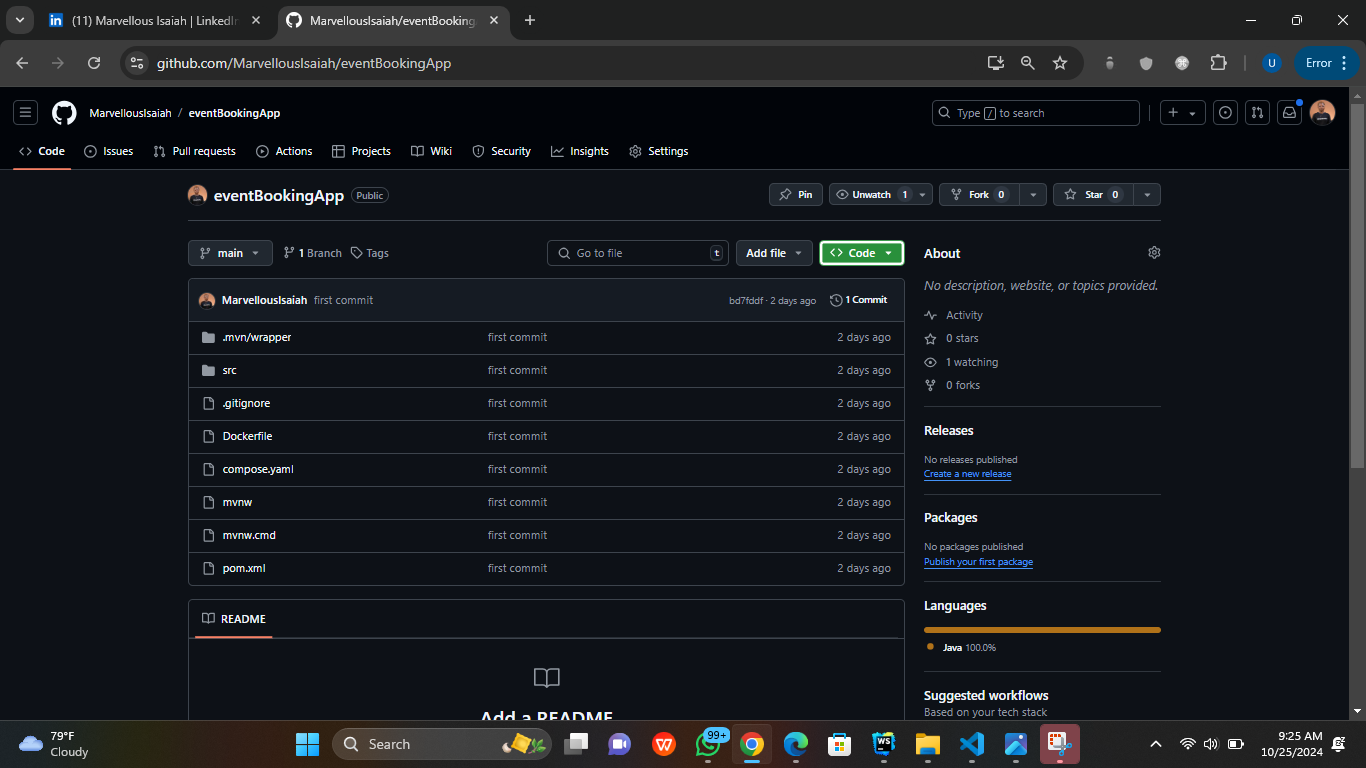 (11) Marvellous Isaiah | LinkedIn
MarvellousIsaiah/eventBooking
github.com/MarvellousIsaiah/eventBookingApp
U
Error
MarvellousIsaiah / eventBookingApp
Type / to search
Code
Issues
Pull requests
Actions
Projects
Wiki
Security
Insights
Settings
eventBookingApp Public
Pin
Unwatch 1
Fork 0
Star 0
main
1 Branch
Tags
Go to file t
Add file
Code
MarvellousIsaiah first commit bd7fddf · 2 days ago 1 Commit
.mvn/wrapper first commit 2 days ago
src first commit 2 days ago
.gitignore first commit 2 days ago
Dockerfile first commit 2 days ago
compose.yaml first commit 2 days ago
mvnw first commit 2 days ago
mvnw.cmd first commit 2 days ago
pom.xml first commit 2 days ago
README
Add a README
About
No description, website, or topics provided.
Activity
0 stars
1 watching
0 forks
Releases
No releases published
Create a new release
Packages
No packages published
Publish your first package
Languages
Java 100.0%
Suggested workflows
Based on your tech stack
79°F
Cloudy
Search
99+
WS
9:25 AM
10/25/2024